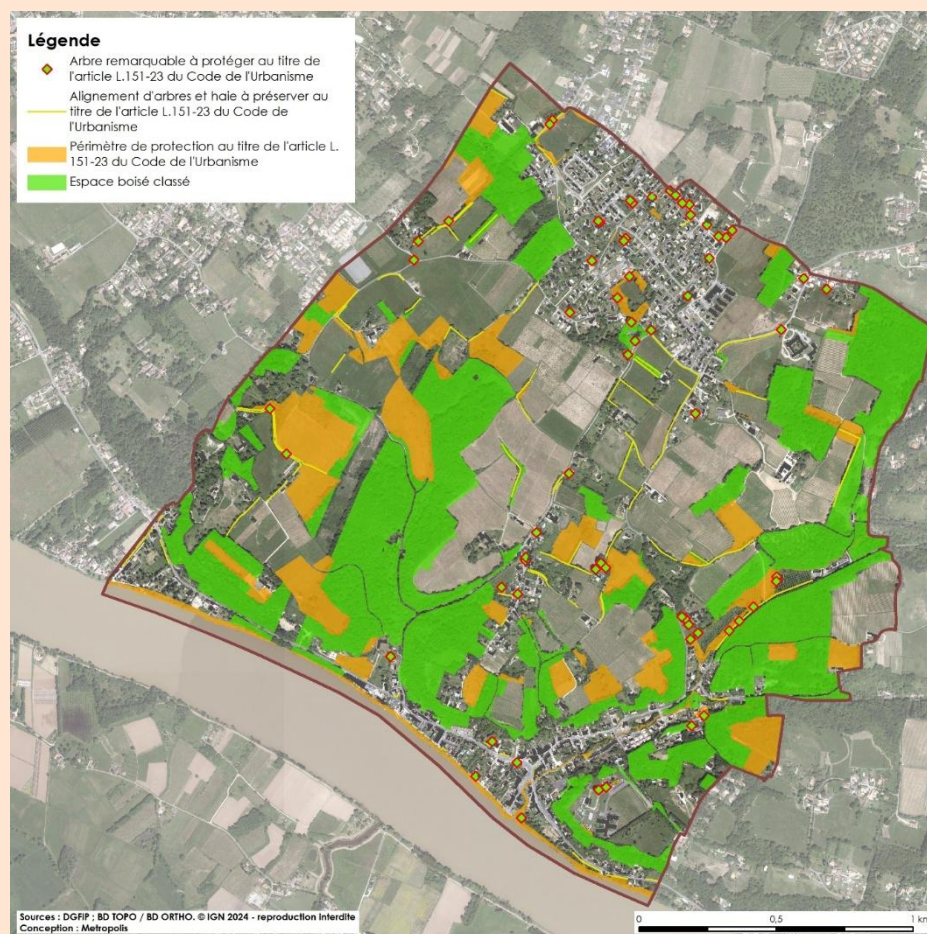 Légende
Arbre remarquable à protéger au titre de
l'article L.151-23 du Code de l'Urbanisme
Alignement d'arbres et haie à préserver au
titre de l'article L.151-23 du Code de
l'Urbanisme
Périmètre de protection au titre de l'article L.
151-23 du Code de l'Urbanisme
Espace boisé classé
Sources : DGFiP ; BD TOPO / BD ORTHO. © IGN 2024 - reproduction interdite
Conception : Metropolis
0 0,5 1 km